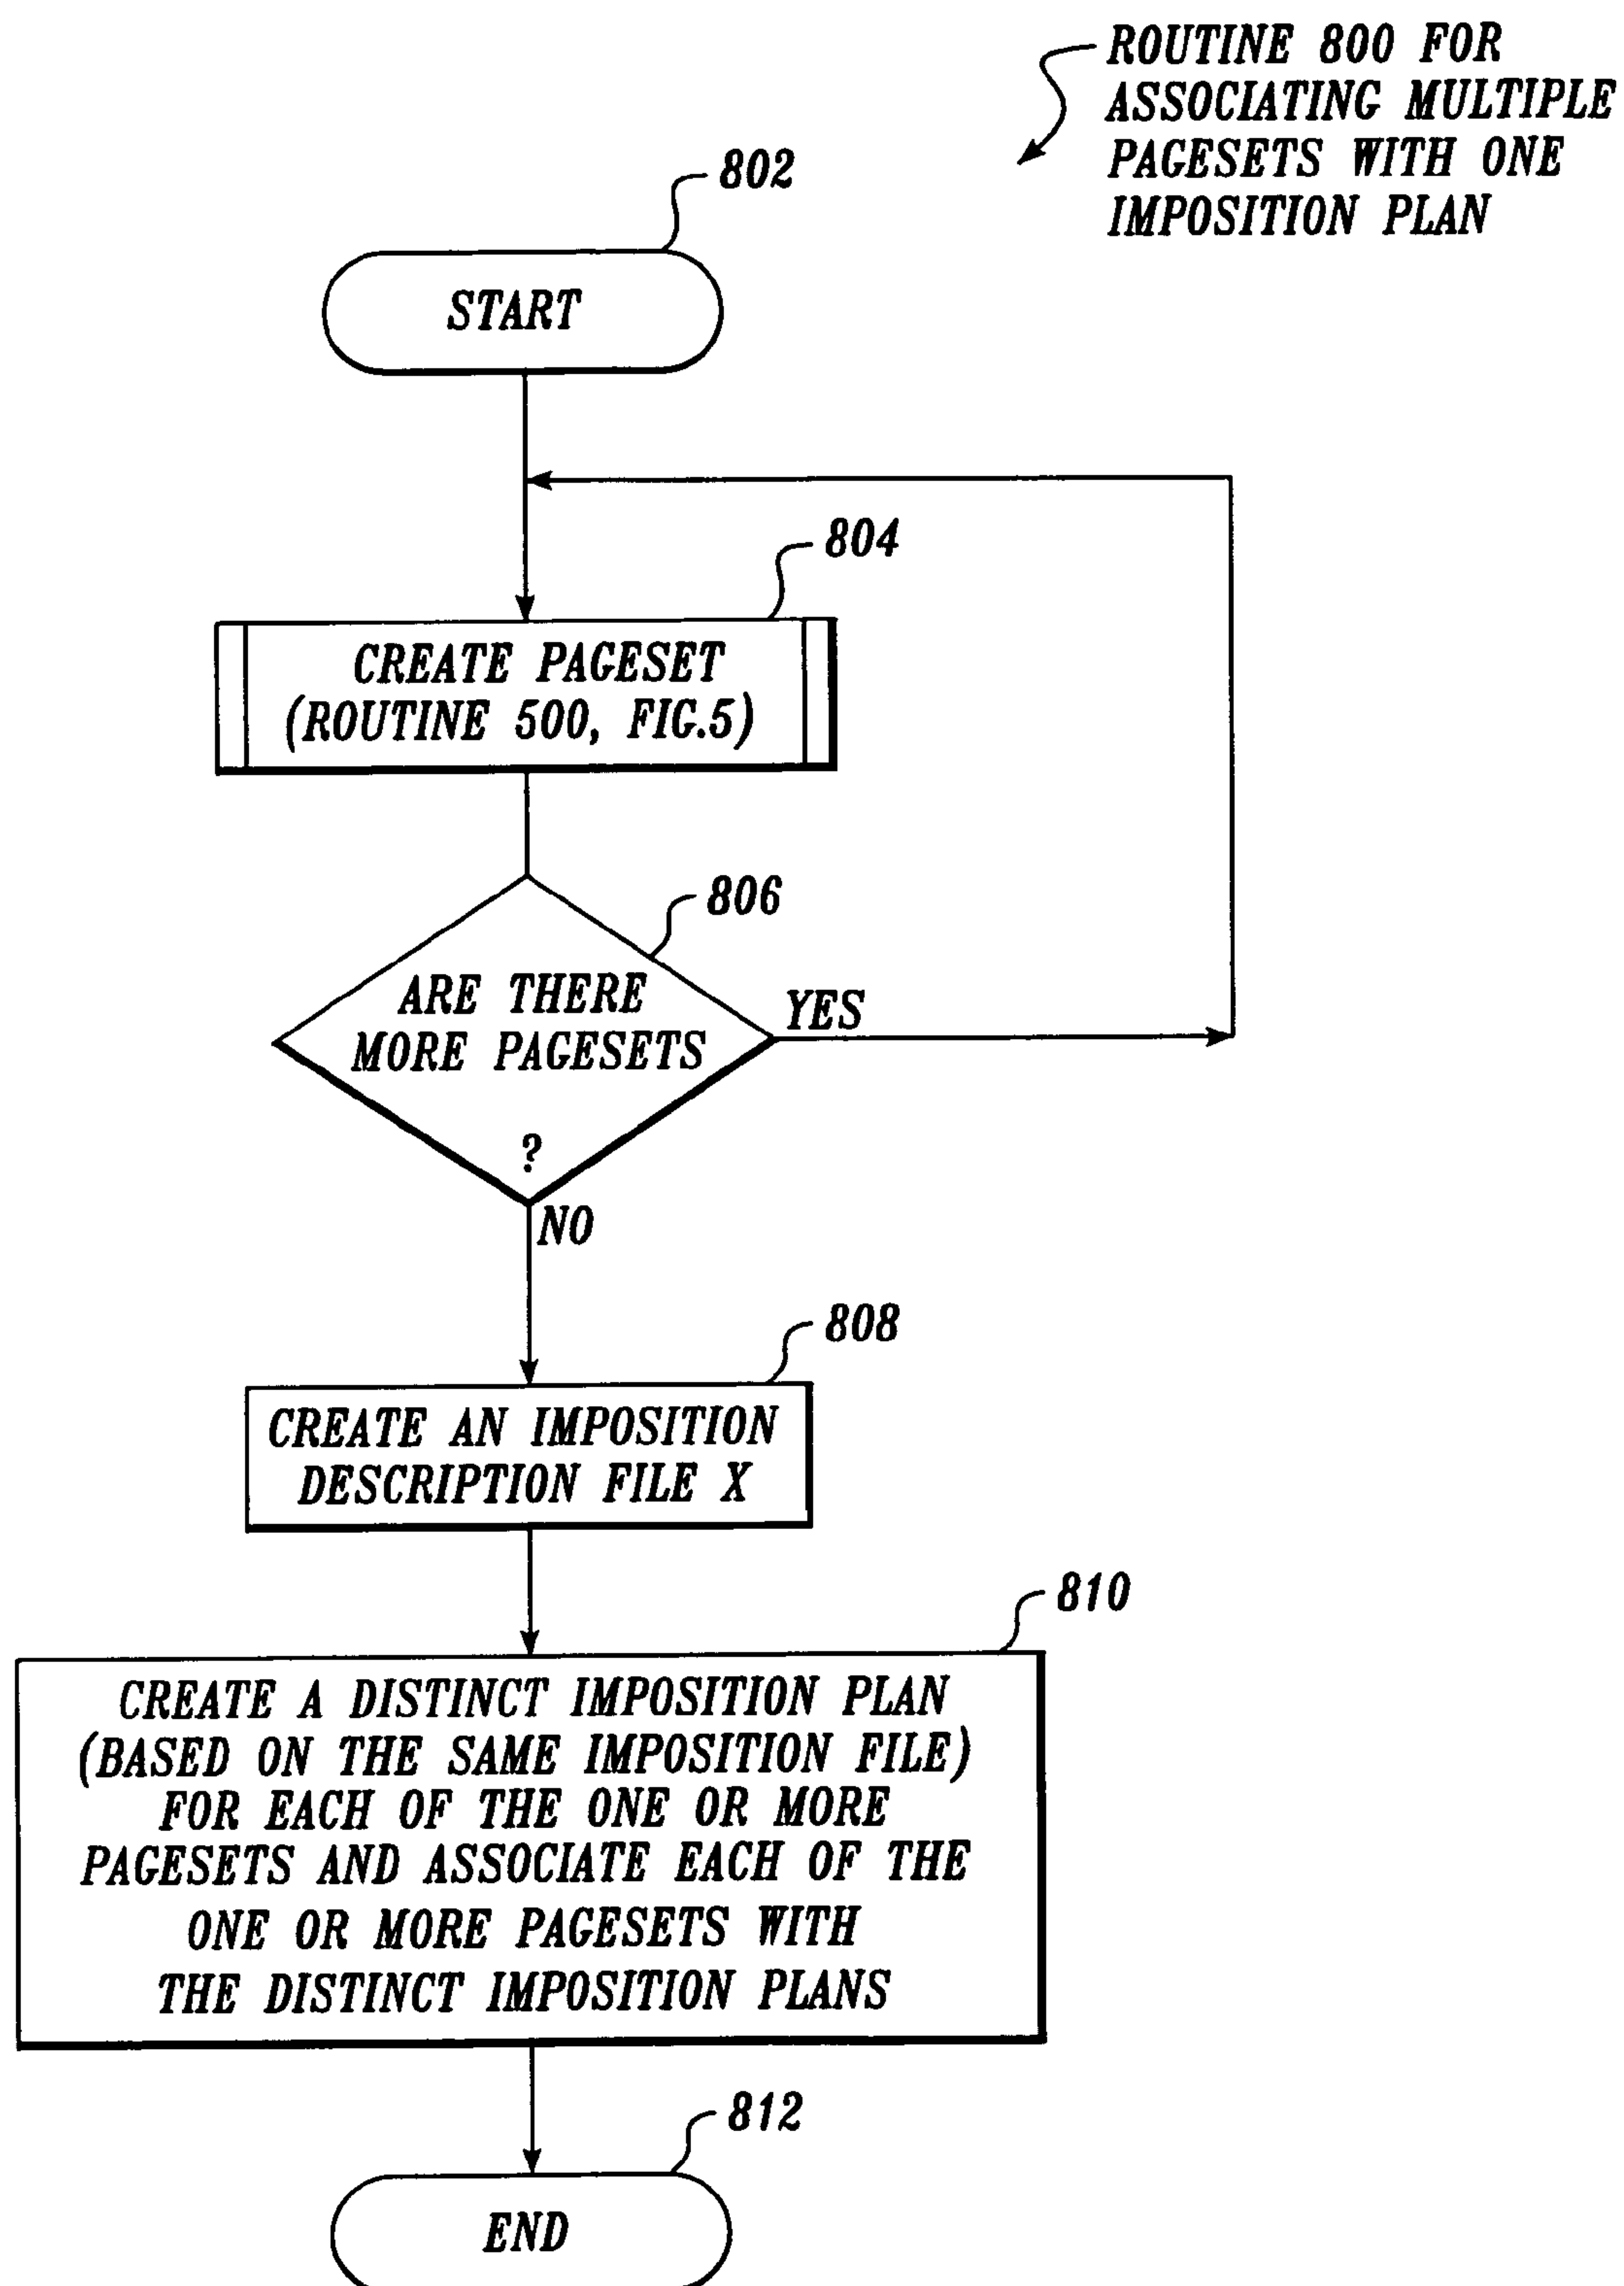 ROUTINE 800 FOR
ASSOCIATING MULTIPLE
PAGESETS WITH ONE
IMPOSITION PLAN
802
START
804
CREATE PAGESET
(ROUTINE 500, FIG.5)
806
ARE THERE
MORE PAGESETS
?
YES
NO
808
CREATE AN IMPOSITION
DESCRIPTION FILE X
810
CREATE A DISTINCT IMPOSITION PLAN
(BASED ON THE SAME IMPOSITION FILE)
FOR EACH OF THE ONE OR MORE
PAGESETS AND ASSOCIATE EACH OF THE
ONE OR MORE PAGESETS WITH
THE DISTINCT IMPOSITION PLANS
812
END